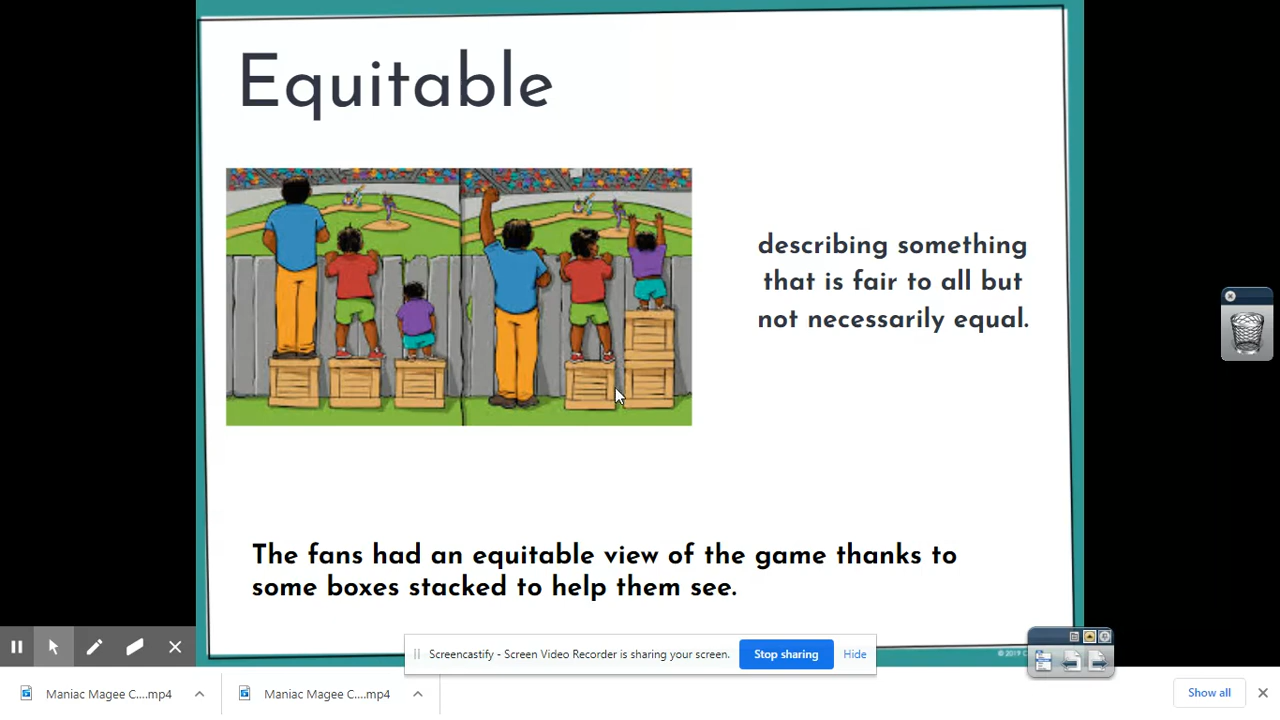 Equitable
describing something
that is fair to all but
not necessarily equal.
The fans had an equitable view of the game thanks to
some boxes stacked to help them see.
© 2019 C
Screencastify - Screen Video Recorder is sharing your screen.
Stop sharing
Hide
Maniac Magee C....mp4
Maniac Magee C....mp4
Show all